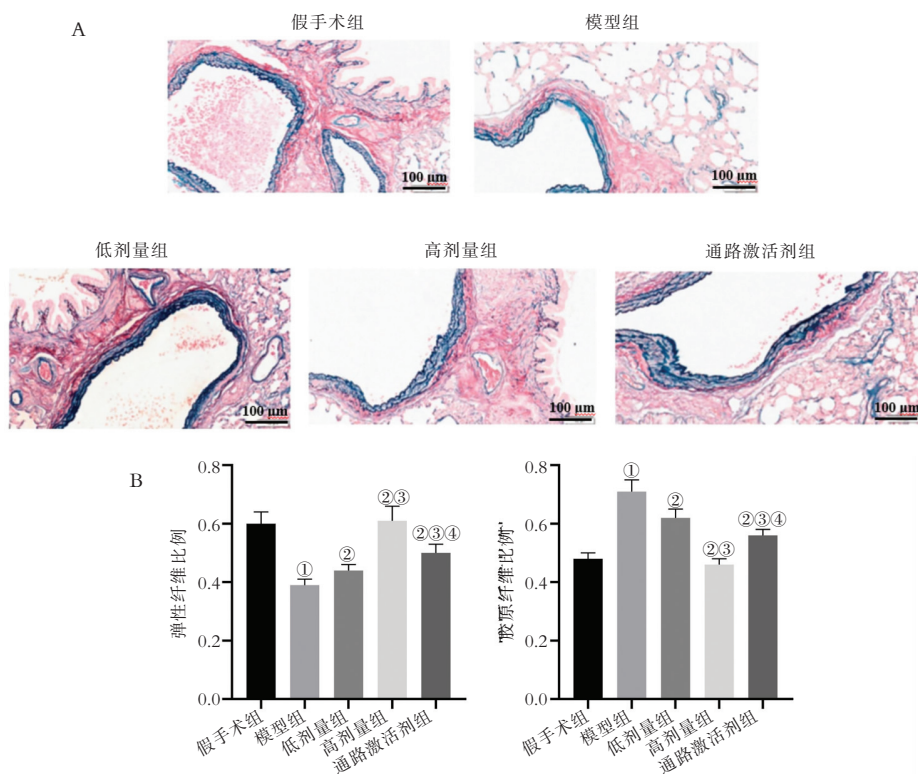 A
假手术组
模型组
100 μm
100 μm
低剂量组
高剂量组
通路激活剂组
100 μm
100 μm
100 μm
B
弹性纤维比例
0.8
0.6
0.4
0.2
0.0
①
②
②③
②③④
假手术组
模型组
低剂量组
高剂量组
通路激活剂组
"胶原纤维比例"
0.8
0.6
0.4
0.2
0.0
①
②
②③
②③④
假手术组
模型组
低剂量组
高剂量组
通路激活剂组